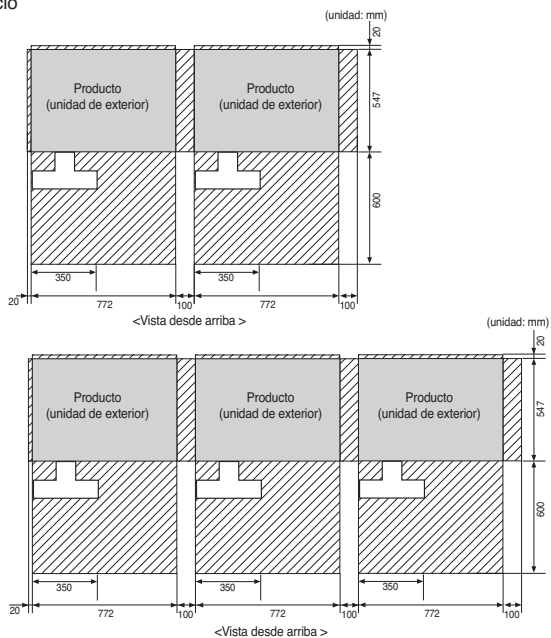 cio
(unidad: mm)
20
Producto
(unidad de exterior)
Producto
(unidad de exterior)
547
600
350
350
20
772
100
772
100
<Vista desde arriba >
(unidad: mm)
20
Producto
(unidad de exterior)
Producto
(unidad de exterior)
Producto
(unidad de exterior)
547
600
350
350
350
20
772
100
772
100
772
100
<Vista desde arriba >